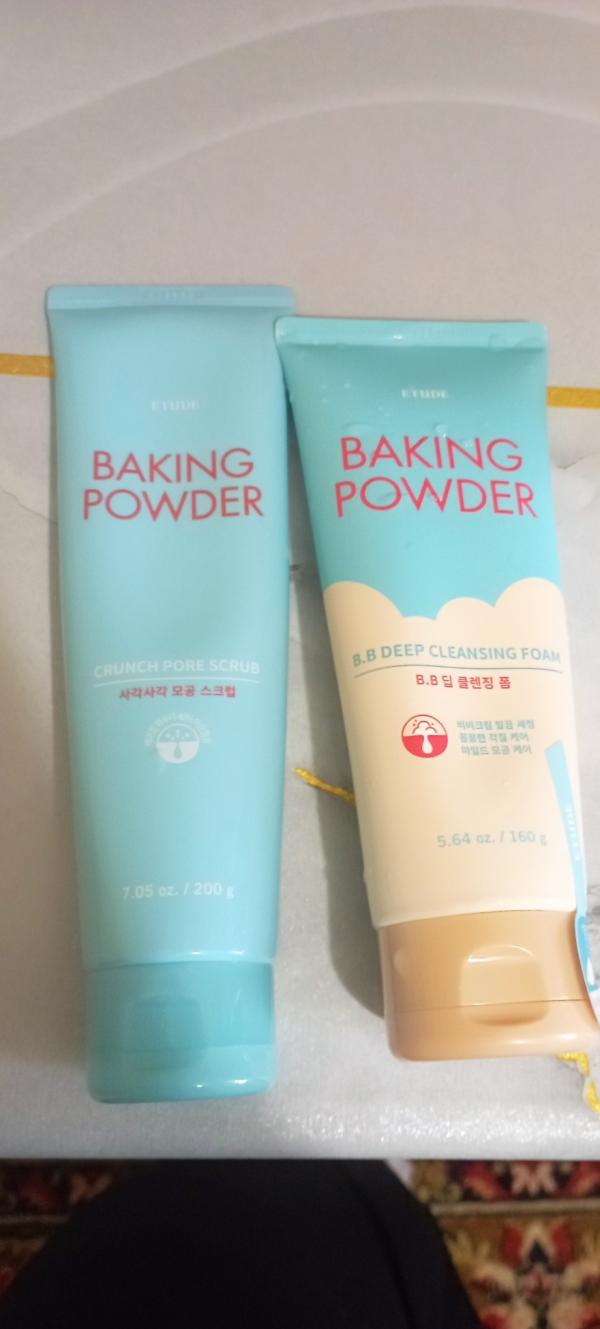 ETUDE
BAKING
POWDER
CRUNCH PORE SCRUB
사각사각 모공 스크럽
7.05 oz. / 200 g
ETUDE
BAKING
POWDER
B.B DEEP CLEANSING FOAM
B.B 딥 클렌징 폼
비비크림 말끔 세정
꼼꼼한 각질 케어
마일드 모공 케어
5.64 oz. / 160 g
ETUDE